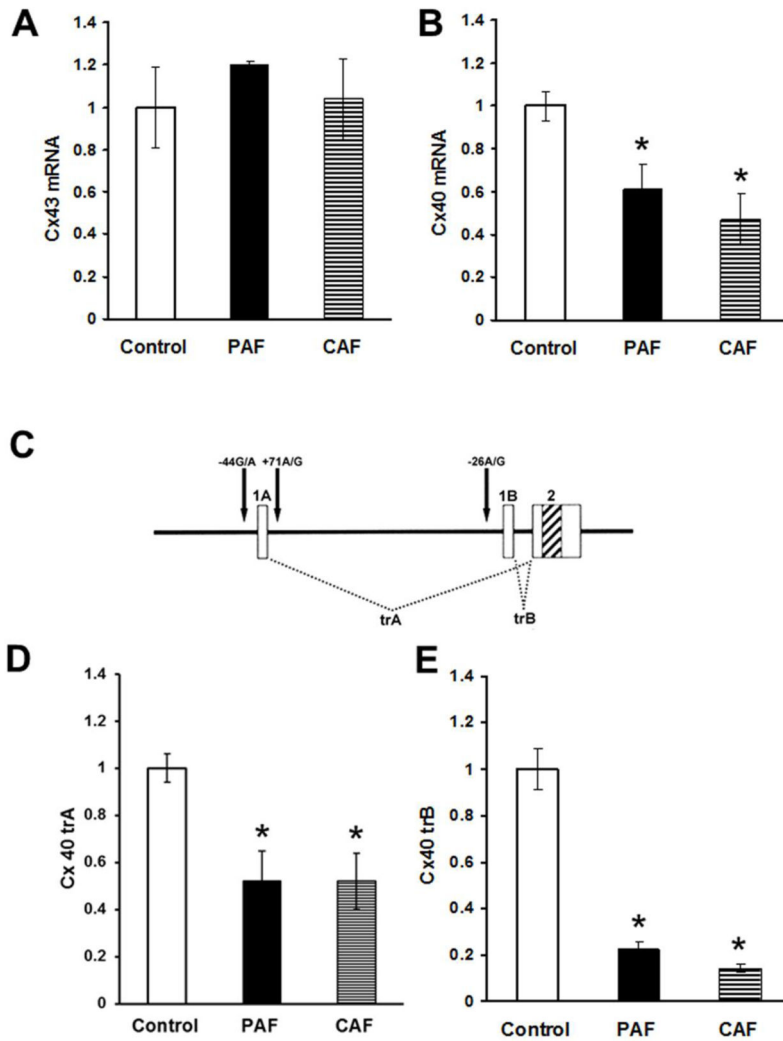 A
Cx43 mRNA
1.4
1.2
1
0.8
0.6
0.4
0.2
0
Control PAF CAF
B
Cx40 mRNA
1.4
1.2
1
0.8
0.6
0.4
0.2
0
*
*
Control PAF CAF
C
-44G/A +71A/G -26A/G
1A 1B 2
trA trB
D
Cx 40 trA
1.4
1.2
1
0.8
0.6
0.4
0.2
0
* *
Control PAF CAF
E
Cx40 trB
1.4
1.2
1
0.8
0.6
0.4
0.2
0
*
*
Control PAF CAF